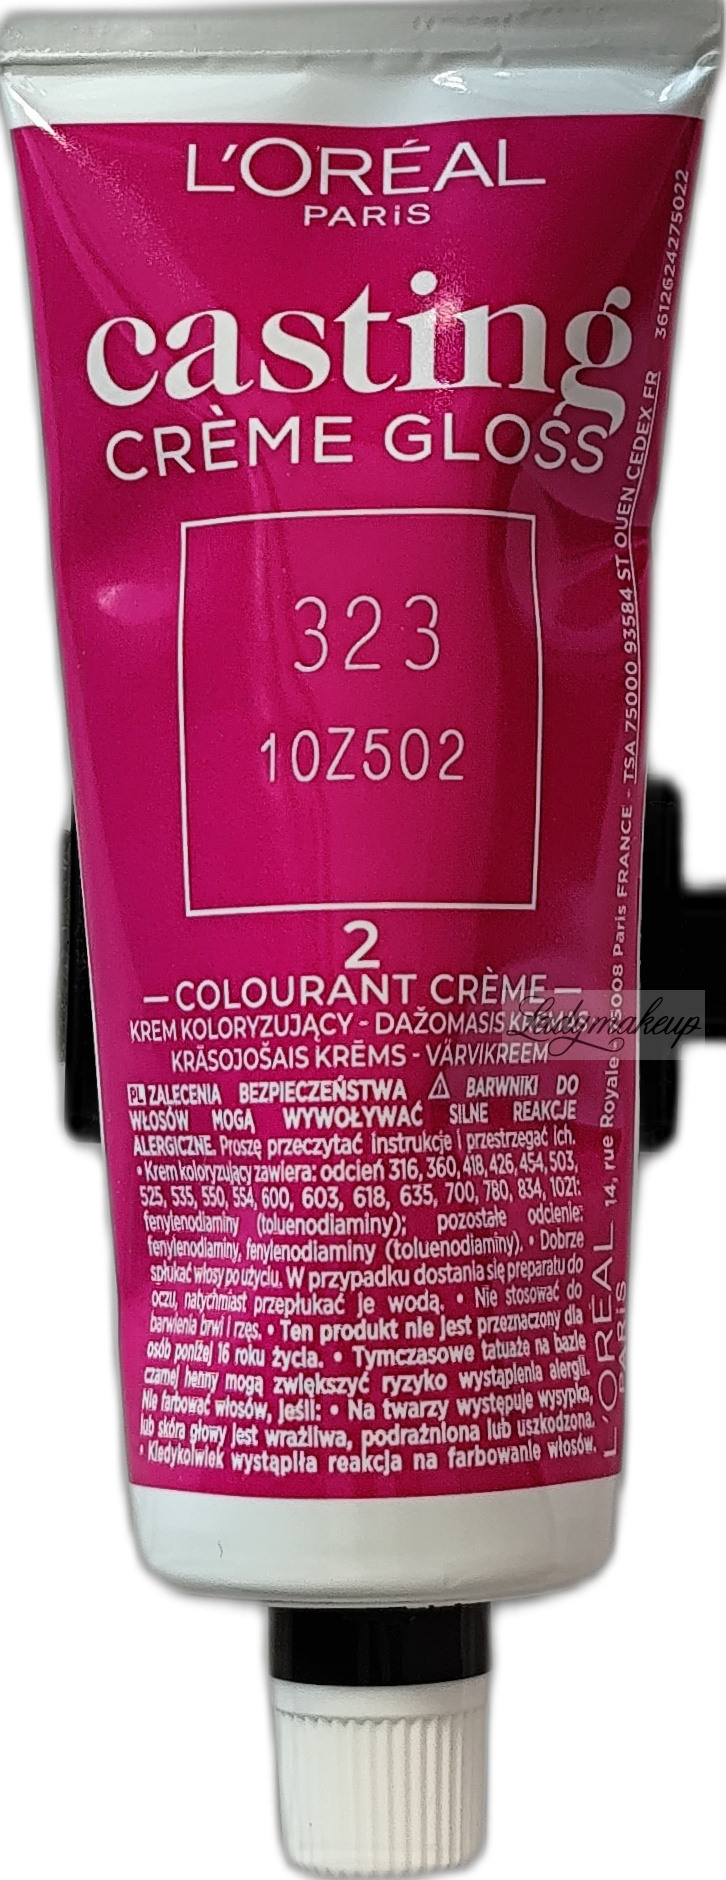 L'ORÉAL
PARiS
casting
CRÈME GLOSS
323
10Z502
2
—COLOURANT CRÈME—
KREM KOLORYZUJĄCY - DAŽOMASIS KREMAS
KRĀSOJOŠAIS KRĒMS - VÄRVIKREEM
PL ZALECENIA BEZPIECZEŃSTWA ⚠ BARWNIKI DO
WŁOSÓW MOGĄ WYWOŁYWAĆ SILNE REAKCJE
ALERGICZNE. Proszę przeczytać instrukcje i przestrzegać ich.
• Krem koloryzujący zawiera: odcień 316, 360, 418, 426, 454, 503,
525, 535, 550, 554, 600, 603, 618, 635, 700, 780, 834, 1021:
fenylenodiaminy (toluenodiaminy); pozostałe odcienie:
fenylenodiaminy, fenylenodiaminy (toluenodiaminy). • Dobrze
spłukać włosy po użyciu. W przypadku dostania się preparatu do
oczu, natychmiast przepłukać je wodą. • Nie stosować do
barwienia brwi i rzęs. • Ten produkt nie jest przeznaczony dla
osób poniżej 16 roku życia. • Tymczasowe tatuaże na bazie
czarnej henny mogą zwiększyć ryzyko wystąpienia alergii.
Nie farbować włosów, jeśli: • Na twarzy występuje wysypka,
lub skóra głowy jest wrażliwa, podrażniona lub uszkodzona.
• Kiedykolwiek wystąpiła reakcja na farbowanie włosów.
L'ORÉAL
PARiS
14, rue Royale - 75008 Paris FRANCE - TSA 75000 93584 ST OUEN CEDEX FR 3612624275022
Ladymakeup